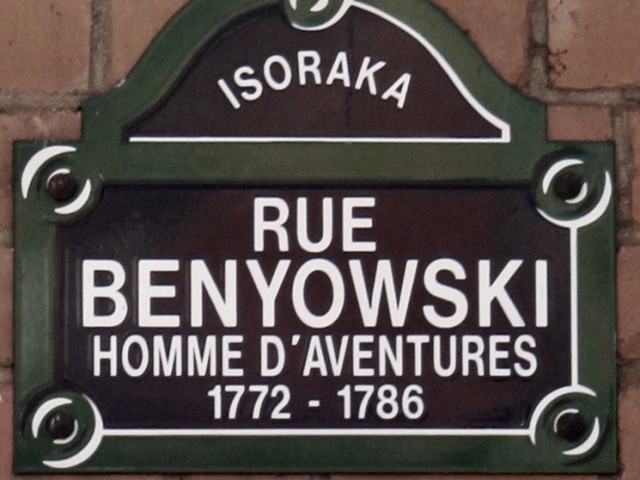 ISORAKA
RUE
BENYOWSKI
HOMME D'AVENTURES
1772 - 1786